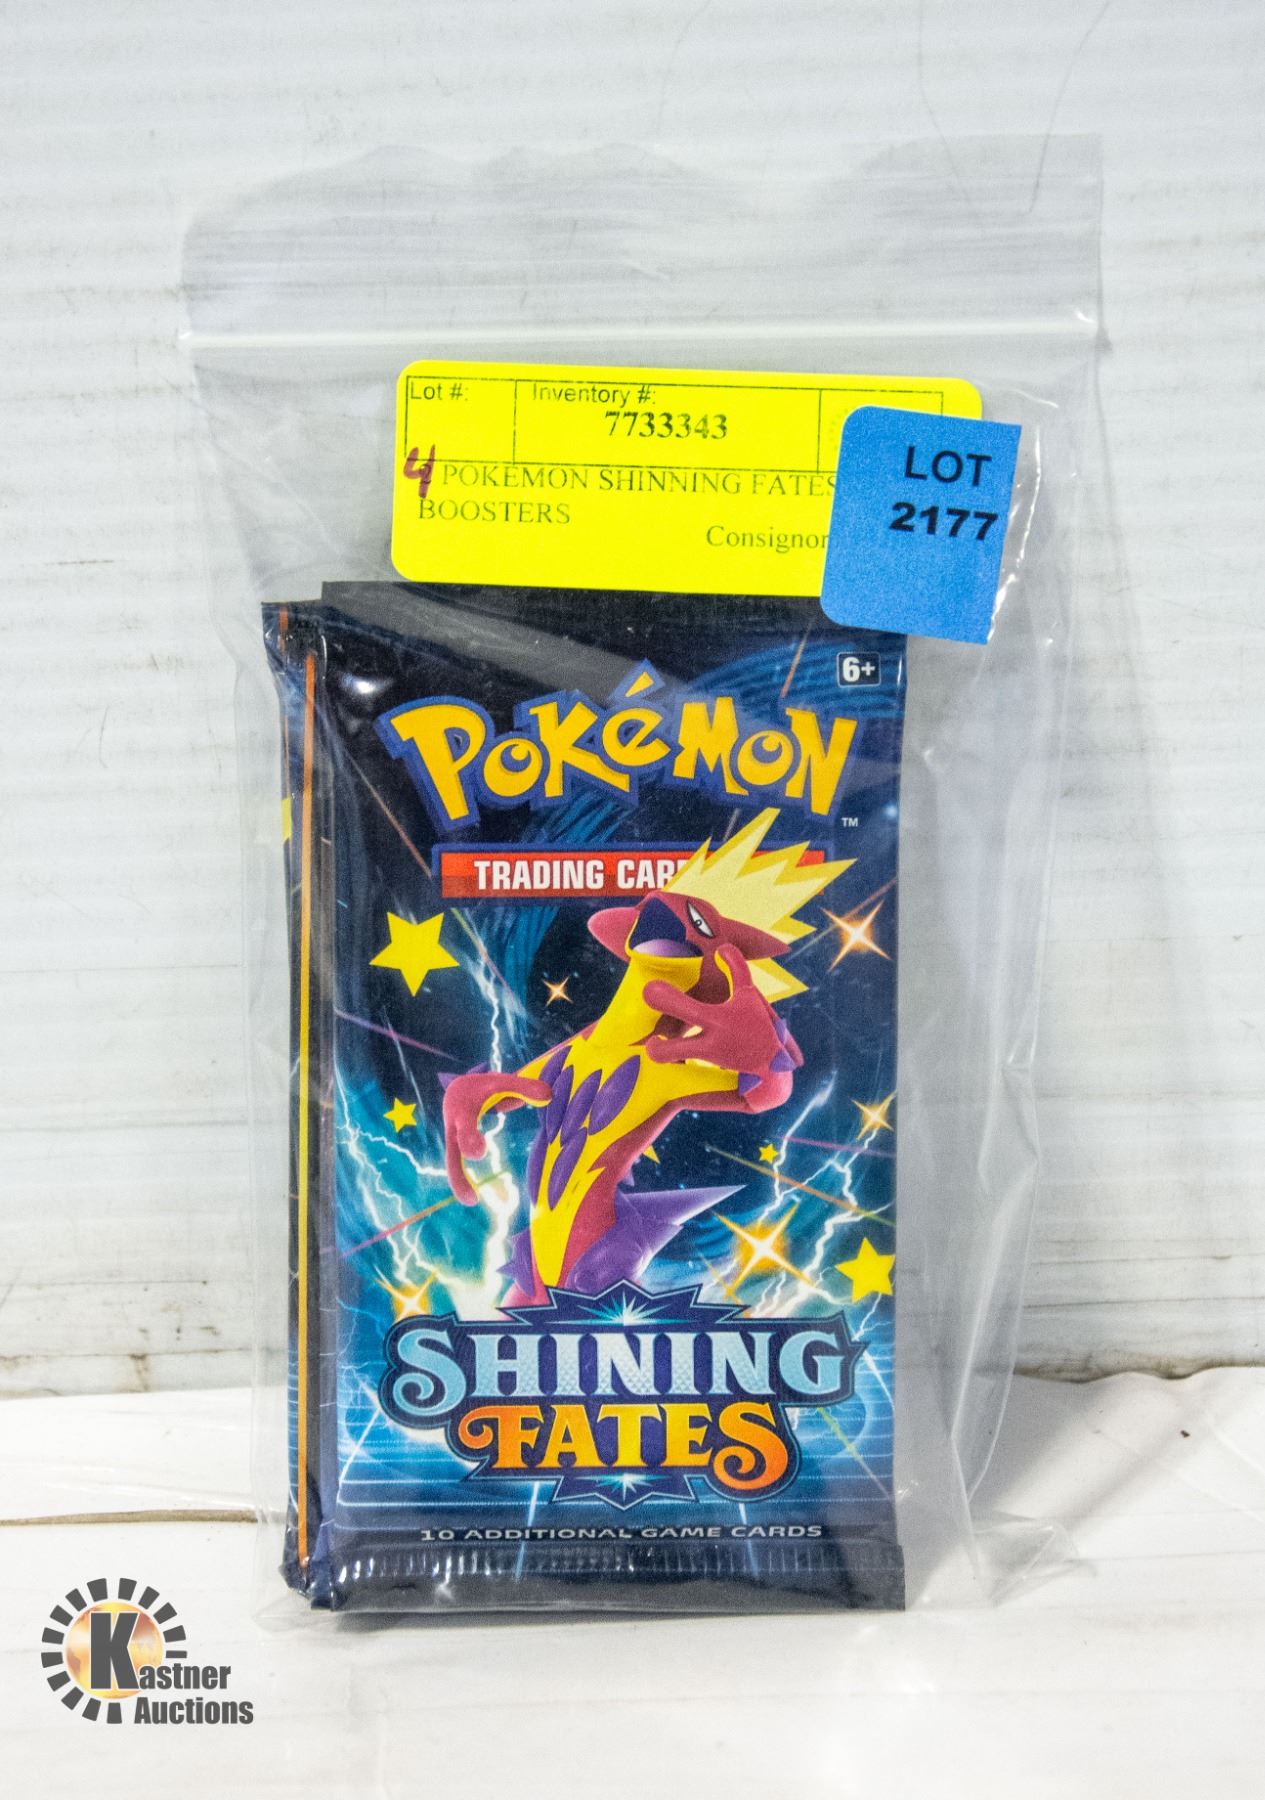 Lot #:
Inventory #:
7733343
LOT
2177
4 POKEMON SHINNING FATES
BOOSTERS
Consignor
6+
POKéMON
™
TRADING CAR
SHINING
FATES
10 ADDITIONAL GAME CARDS
Kastner
Auctions